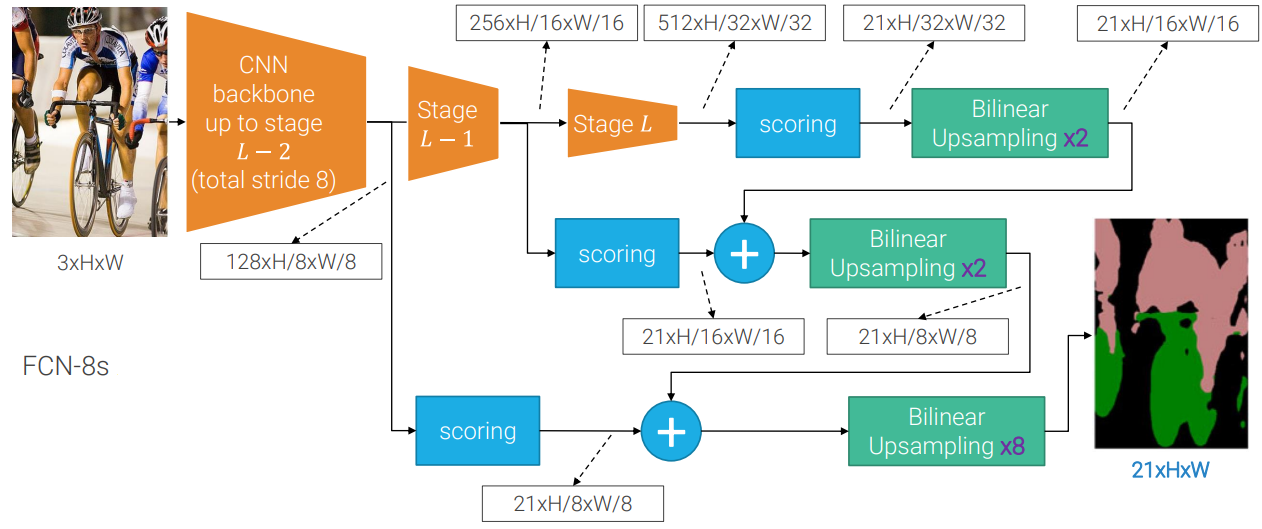 256xH/16xW/16
512xH/32xW/32
21xH/32xW/32
21xH/16xW/16
CNN
backbone
up to stage
L − 2
(total stride 8)
Stage
L − 1
Stage L
scoring
Bilinear
Upsampling x2
3xHxW
128xH/8xW/8
scoring
+
Bilinear
Upsampling x2
21xH/16xW/16
21xH/8xW/8
FCN-8s
scoring
+
Bilinear
Upsampling x8
21xHxW
21xH/8xW/8